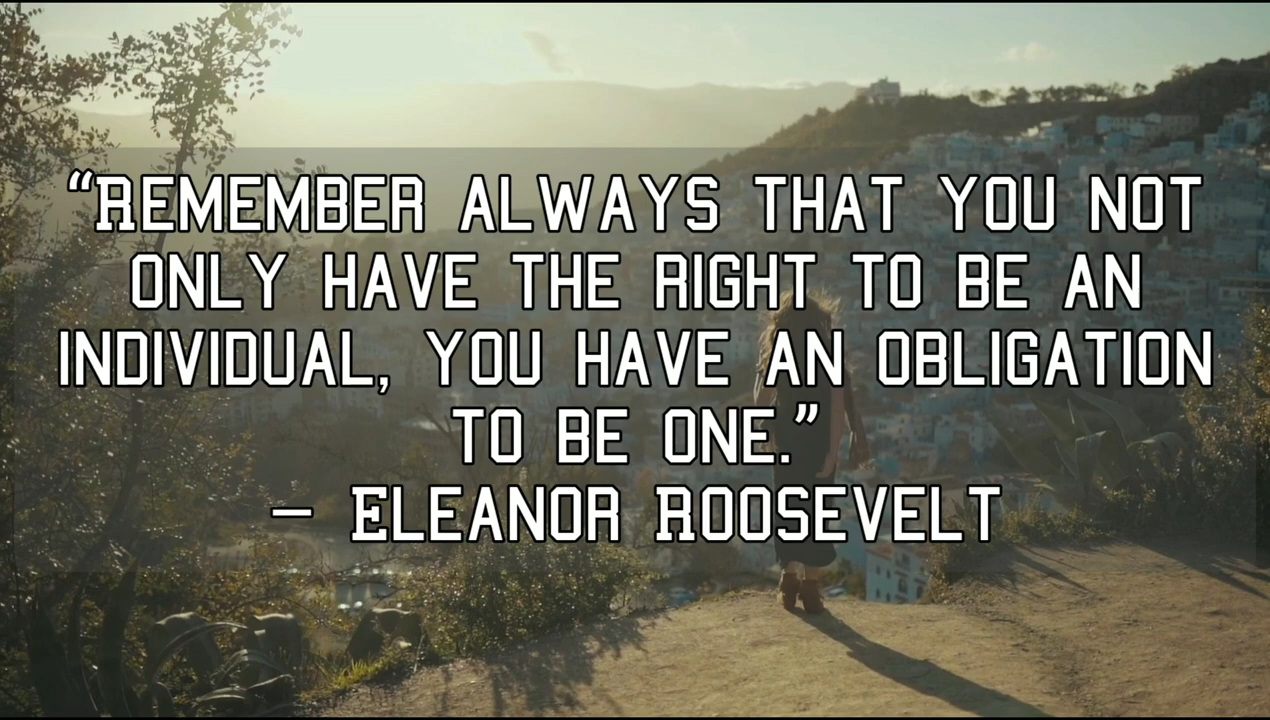 “REMEMBER ALWAYS THAT YOU NOT
ONLY HAVE THE RIGHT TO BE AN
INDIVIDUAL, YOU HAVE AN OBLIGATION
TO BE ONE.”
– ELEANOR ROOSEVELT